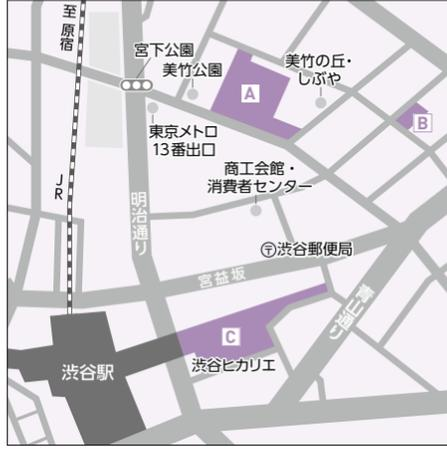 至 原宿
宮下公園
美竹公園
美竹の丘・
しぶや
A
B
東京メトロ
13番出口
商工会館・
消費者センター
JR
明治通り
〒渋谷郵便局
宮益坂
青山通り
C
渋谷ヒカリエ
渋谷駅